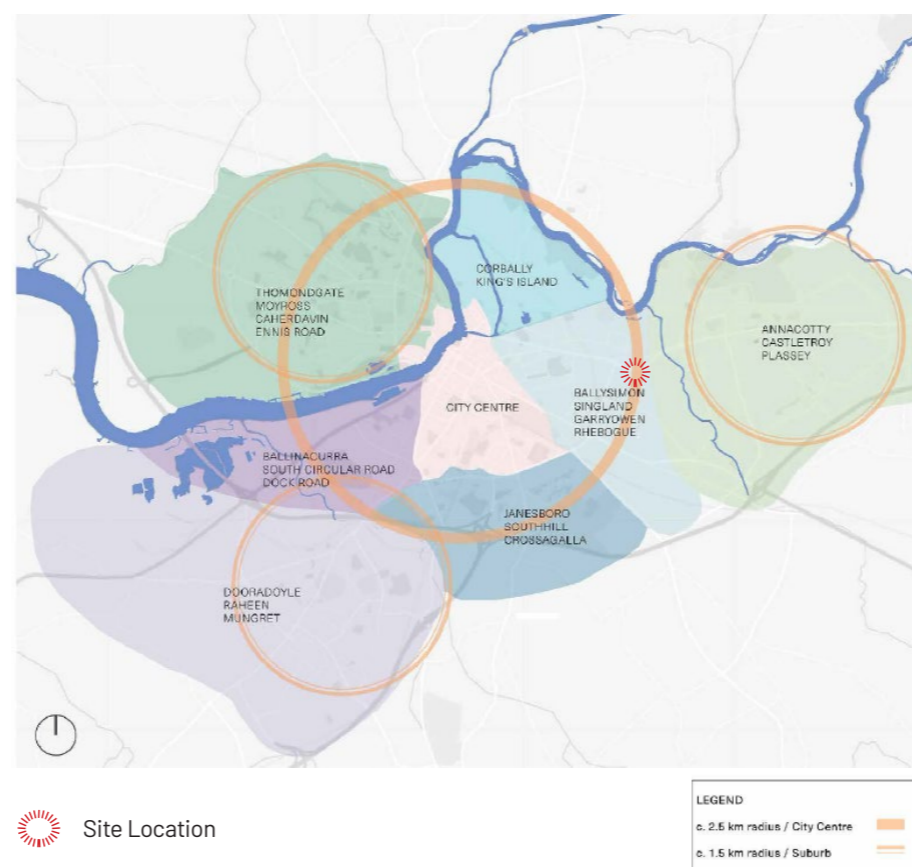 CORBALLY
KING'S ISLAND
THOMONDGATE
MOYROSS
CAHERDAVIN
ENNIS ROAD
ANNACOTTY
CASTLETROY
PLASSEY
CITY CENTRE
BALLYSIMON
SINGLAND
GARRYOWEN
RHEBOGUE
BALLINACURRA
SOUTH CIRCULAR ROAD
DOCK ROAD
JANESBORO
SOUTHHILL
CROSSAGALLA
DOORADOYLE
RAHEEN
MUNGRET
Site Location
LEGEND
c. 2.5 km radius / City Centre
c. 1.5 km radius / Suburb